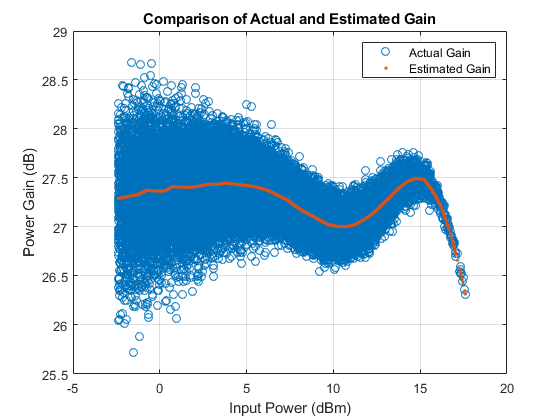 Comparison of Actual and Estimated Gain
29
28.5
28
27.5
27
26.5
26
25.5
Power Gain (dB)
Actual Gain
Estimated Gain
-5
0
5
10
15
20
Input Power (dBm)